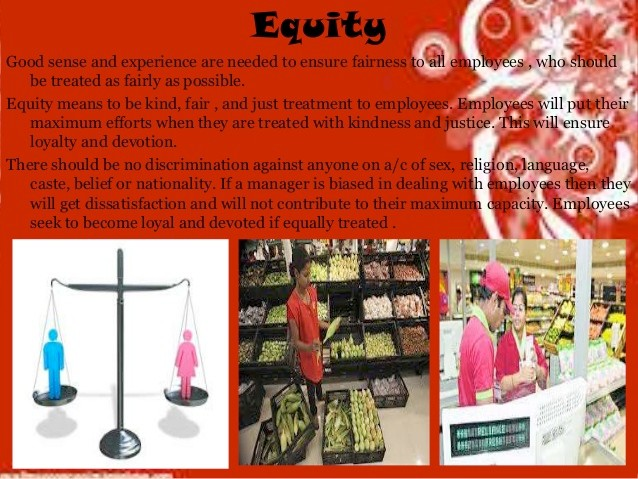 Equity
Good sense and experience are needed to ensure fairness to all employees , who should
be treated as fairly as possible.
Equity means to be kind, fair , and just treatment to employees. Employees will put their
maximum efforts when they are treated with kindness and justice. This will ensure
loyalty and devotion.
There should be no discrimination against anyone on a/c of sex, religion, language,
caste, belief or nationality. If a manager is biased in dealing with employees then they
will get dissatisfaction and will not contribute to their maximum capacity. Employees
seek to become loyal and devoted if equally treated .